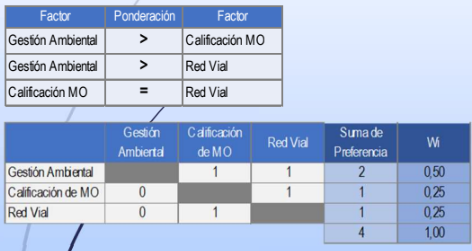 Factor Ponderación Factor
Gestión Ambiental > Calificación MO
Gestión Ambiental > Red Vial
Calificación MO = Red Vial
Gestión Ambiental Calificación de MO Red Vial Suma de Preferencia Wi
Gestión Ambiental 1 1 2 0,50
Calificación de MO 0 1 1 0,25
Red Vial 0 1 1 0,25
4 1,00